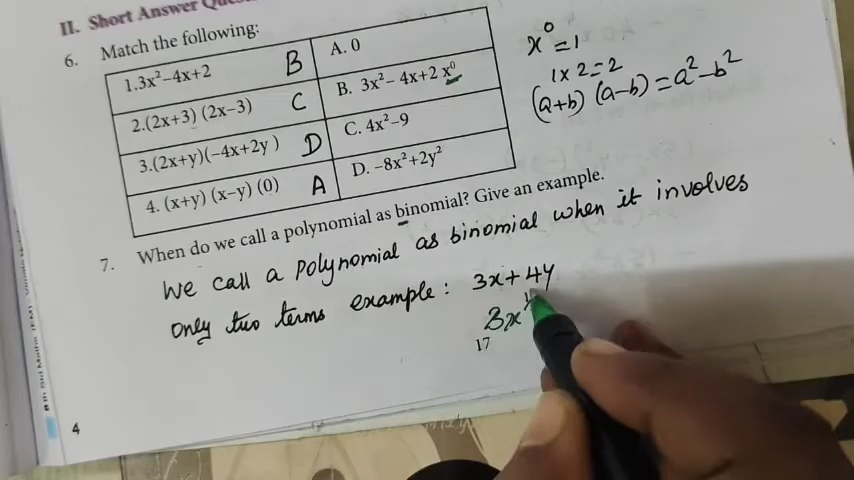 II. Short Answer
6. Match the following:
1.3x²–4x+2 B A. 0
2.(2x+3) (2x–3) C B. 3x²– 4x+2 x⁰
3.(2x+y)(-4x+2y ) D C. 4x²–9
4. (x+y) (x–y) (0) A D. –8x²+2y²
x⁰ = 1
1 x 2 = 2
(a+b) (a-b) = a²-b²
7. When do we call a polynomial as binomial? Give an example.
We call a polynomial as binomial when it involves
only two terms example: 3x+4y
3x
17
4